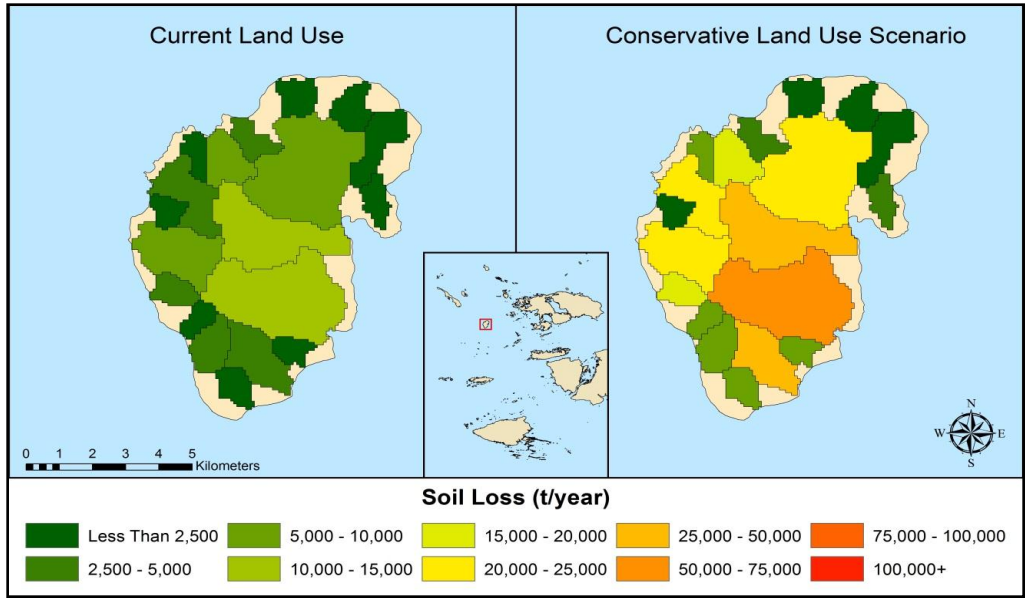 Current Land Use
Conservative Land Use Scenario
N
W E
S
0 1 2 3 4 5
Kilometers
Soil Loss (t/year)
Less Than 2,500
5,000 - 10,000
15,000 - 20,000
25,000 - 50,000
75,000 - 100,000
2,500 - 5,000
10,000 - 15,000
20,000 - 25,000
50,000 - 75,000
100,000+